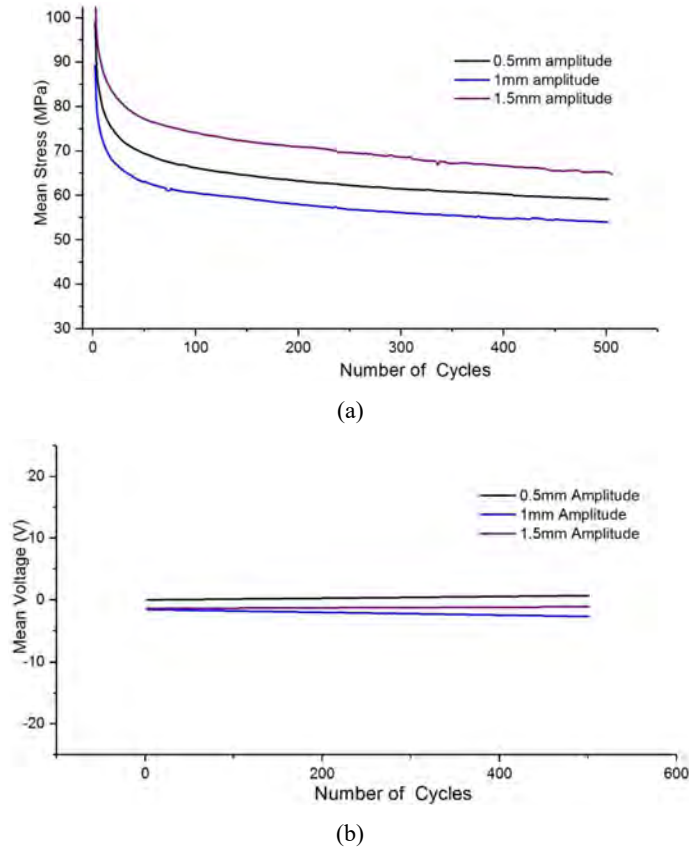 100
90
80
70
60
50
40
30
Mean Stress (MPa)
0.5mm amplitude
1mm amplitude
1.5mm amplitude
0 100 200 300 400 500
Number of Cycles
(a)
20
10
0
-10
-20
Mean Voltage (V)
0.5mm Amplitude
1mm Amplitude
1.5mm Amplitude
0 200 400 600
Number of Cycles
(b)